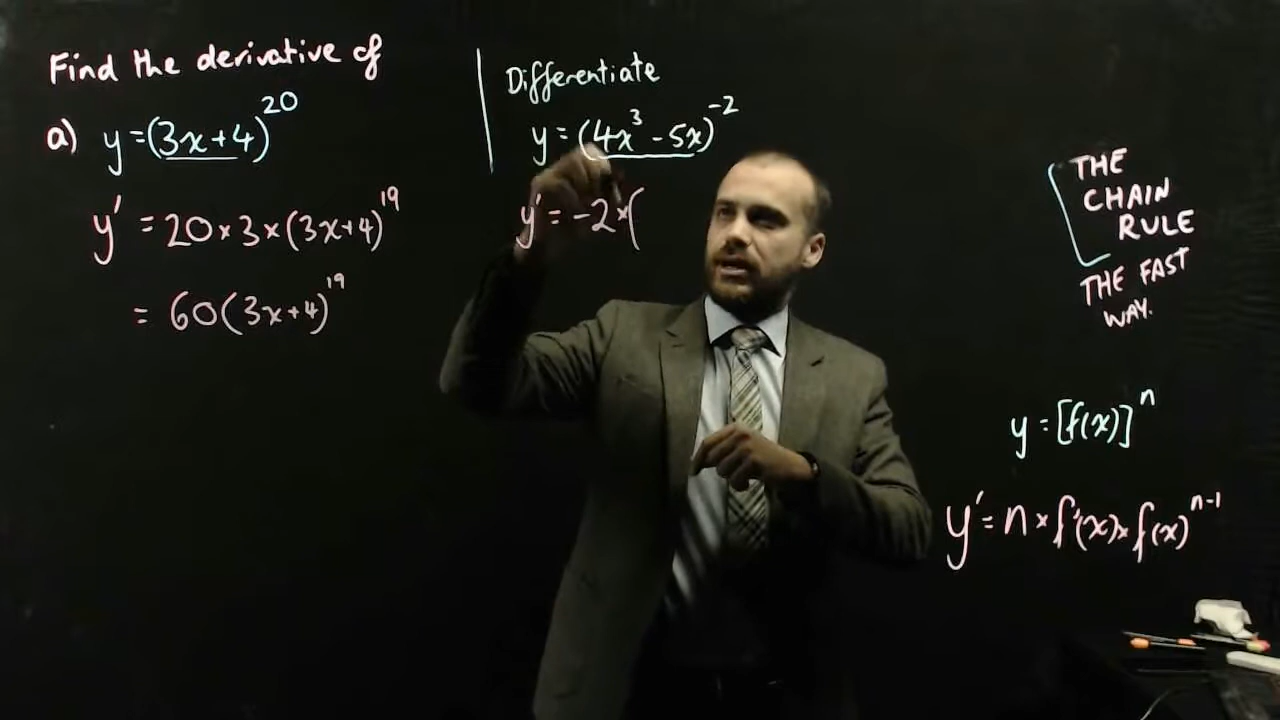 Find the derivative of
a) y=(3x+4)^20
y' = 20×3×(3x+4)^19
= 60(3x+4)^19
Differentiate
y = (4x^3 - 5x)^-2
y' = -2×(
THE
CHAIN
RULE
THE FAST
WAY.
y = [f(x)]^n
y' = n × f'(x) × f(x)^n-1